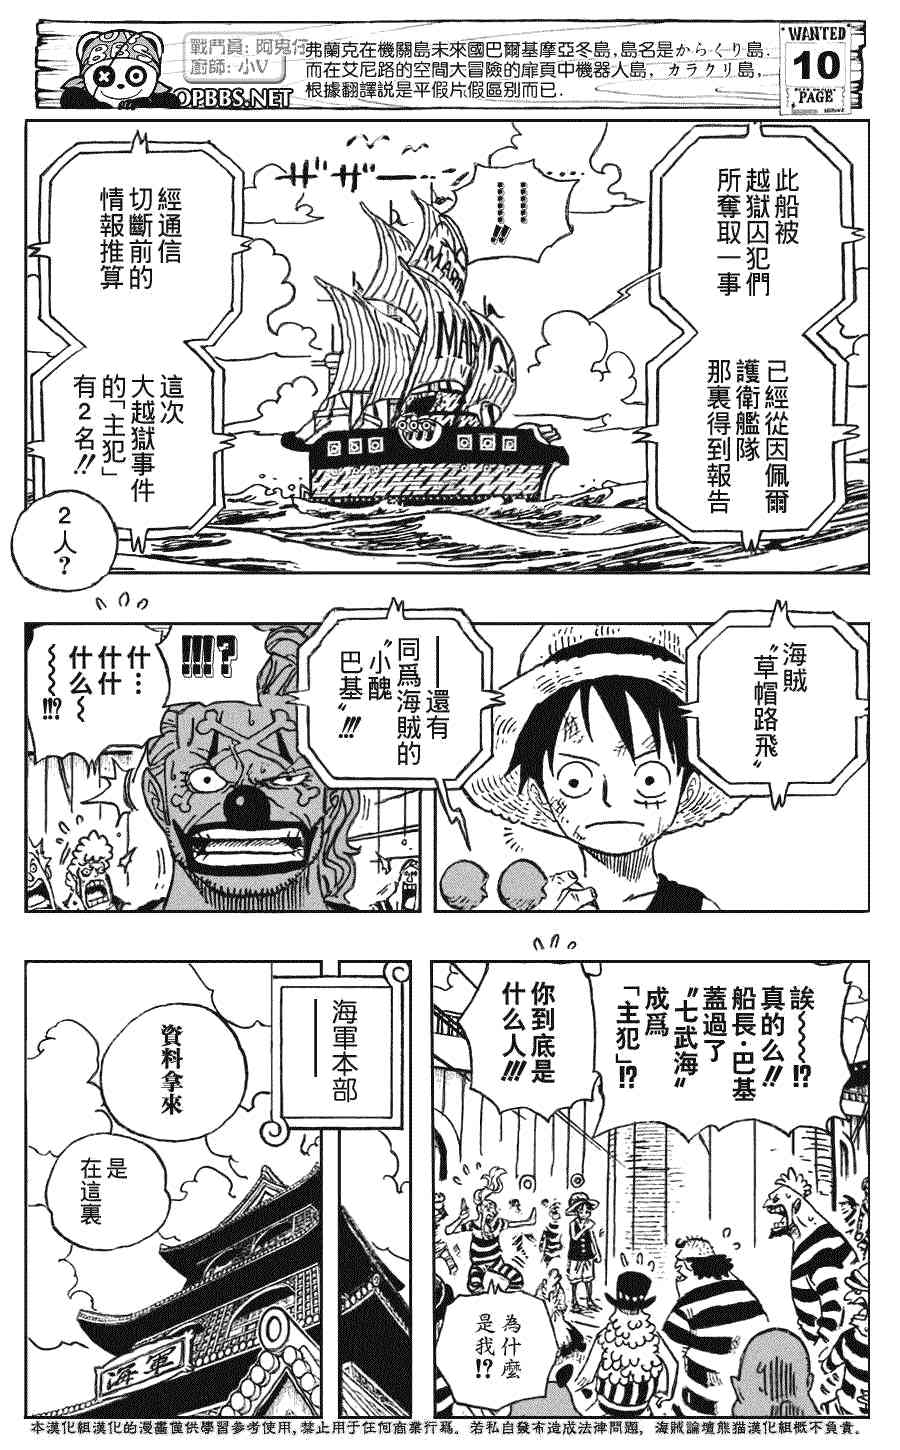 戰鬥員: 阿鬼仔
廚師: 小V
OPBBS.NET
弗蘭克在機關島未來國巴爾基摩亞冬島,島名是からくり島.
而在艾尼路的空間大冒險的扉頁中機器人島，カラクリ島，
根據翻譯說是平假片假區別而已.
WANTED
10
PAGE
此船被
越獄囚犯們
所奪取一事
已經從因佩爾
護衛艦隊
那裏得到報告
………!!
ザザー
經通信
切斷前的
情報推算
這次
大越獄事件
的「主犯」
有2名!!
2
人?
海賊
〝草帽路飛〞
──還有
同爲海賊的
〝小醜〞
巴基〞!!!
!!!?
什…
什什
什么〜
〜〜!!?
誒〜〜!?
真的么!!
船長·巴基
蓋過了
〝七武海〞
成爲
「主犯」!?
你到底是
什么人!!!
為什麼
是我!?
──海軍本部──
資料拿來
是
在這裏
海軍
本漢化組漢化的漫畫僅供學習參考使用,禁止用于任何商業行爲。若私自發布造成法律問題，海賊論壇熊猫漢化組概不負責。